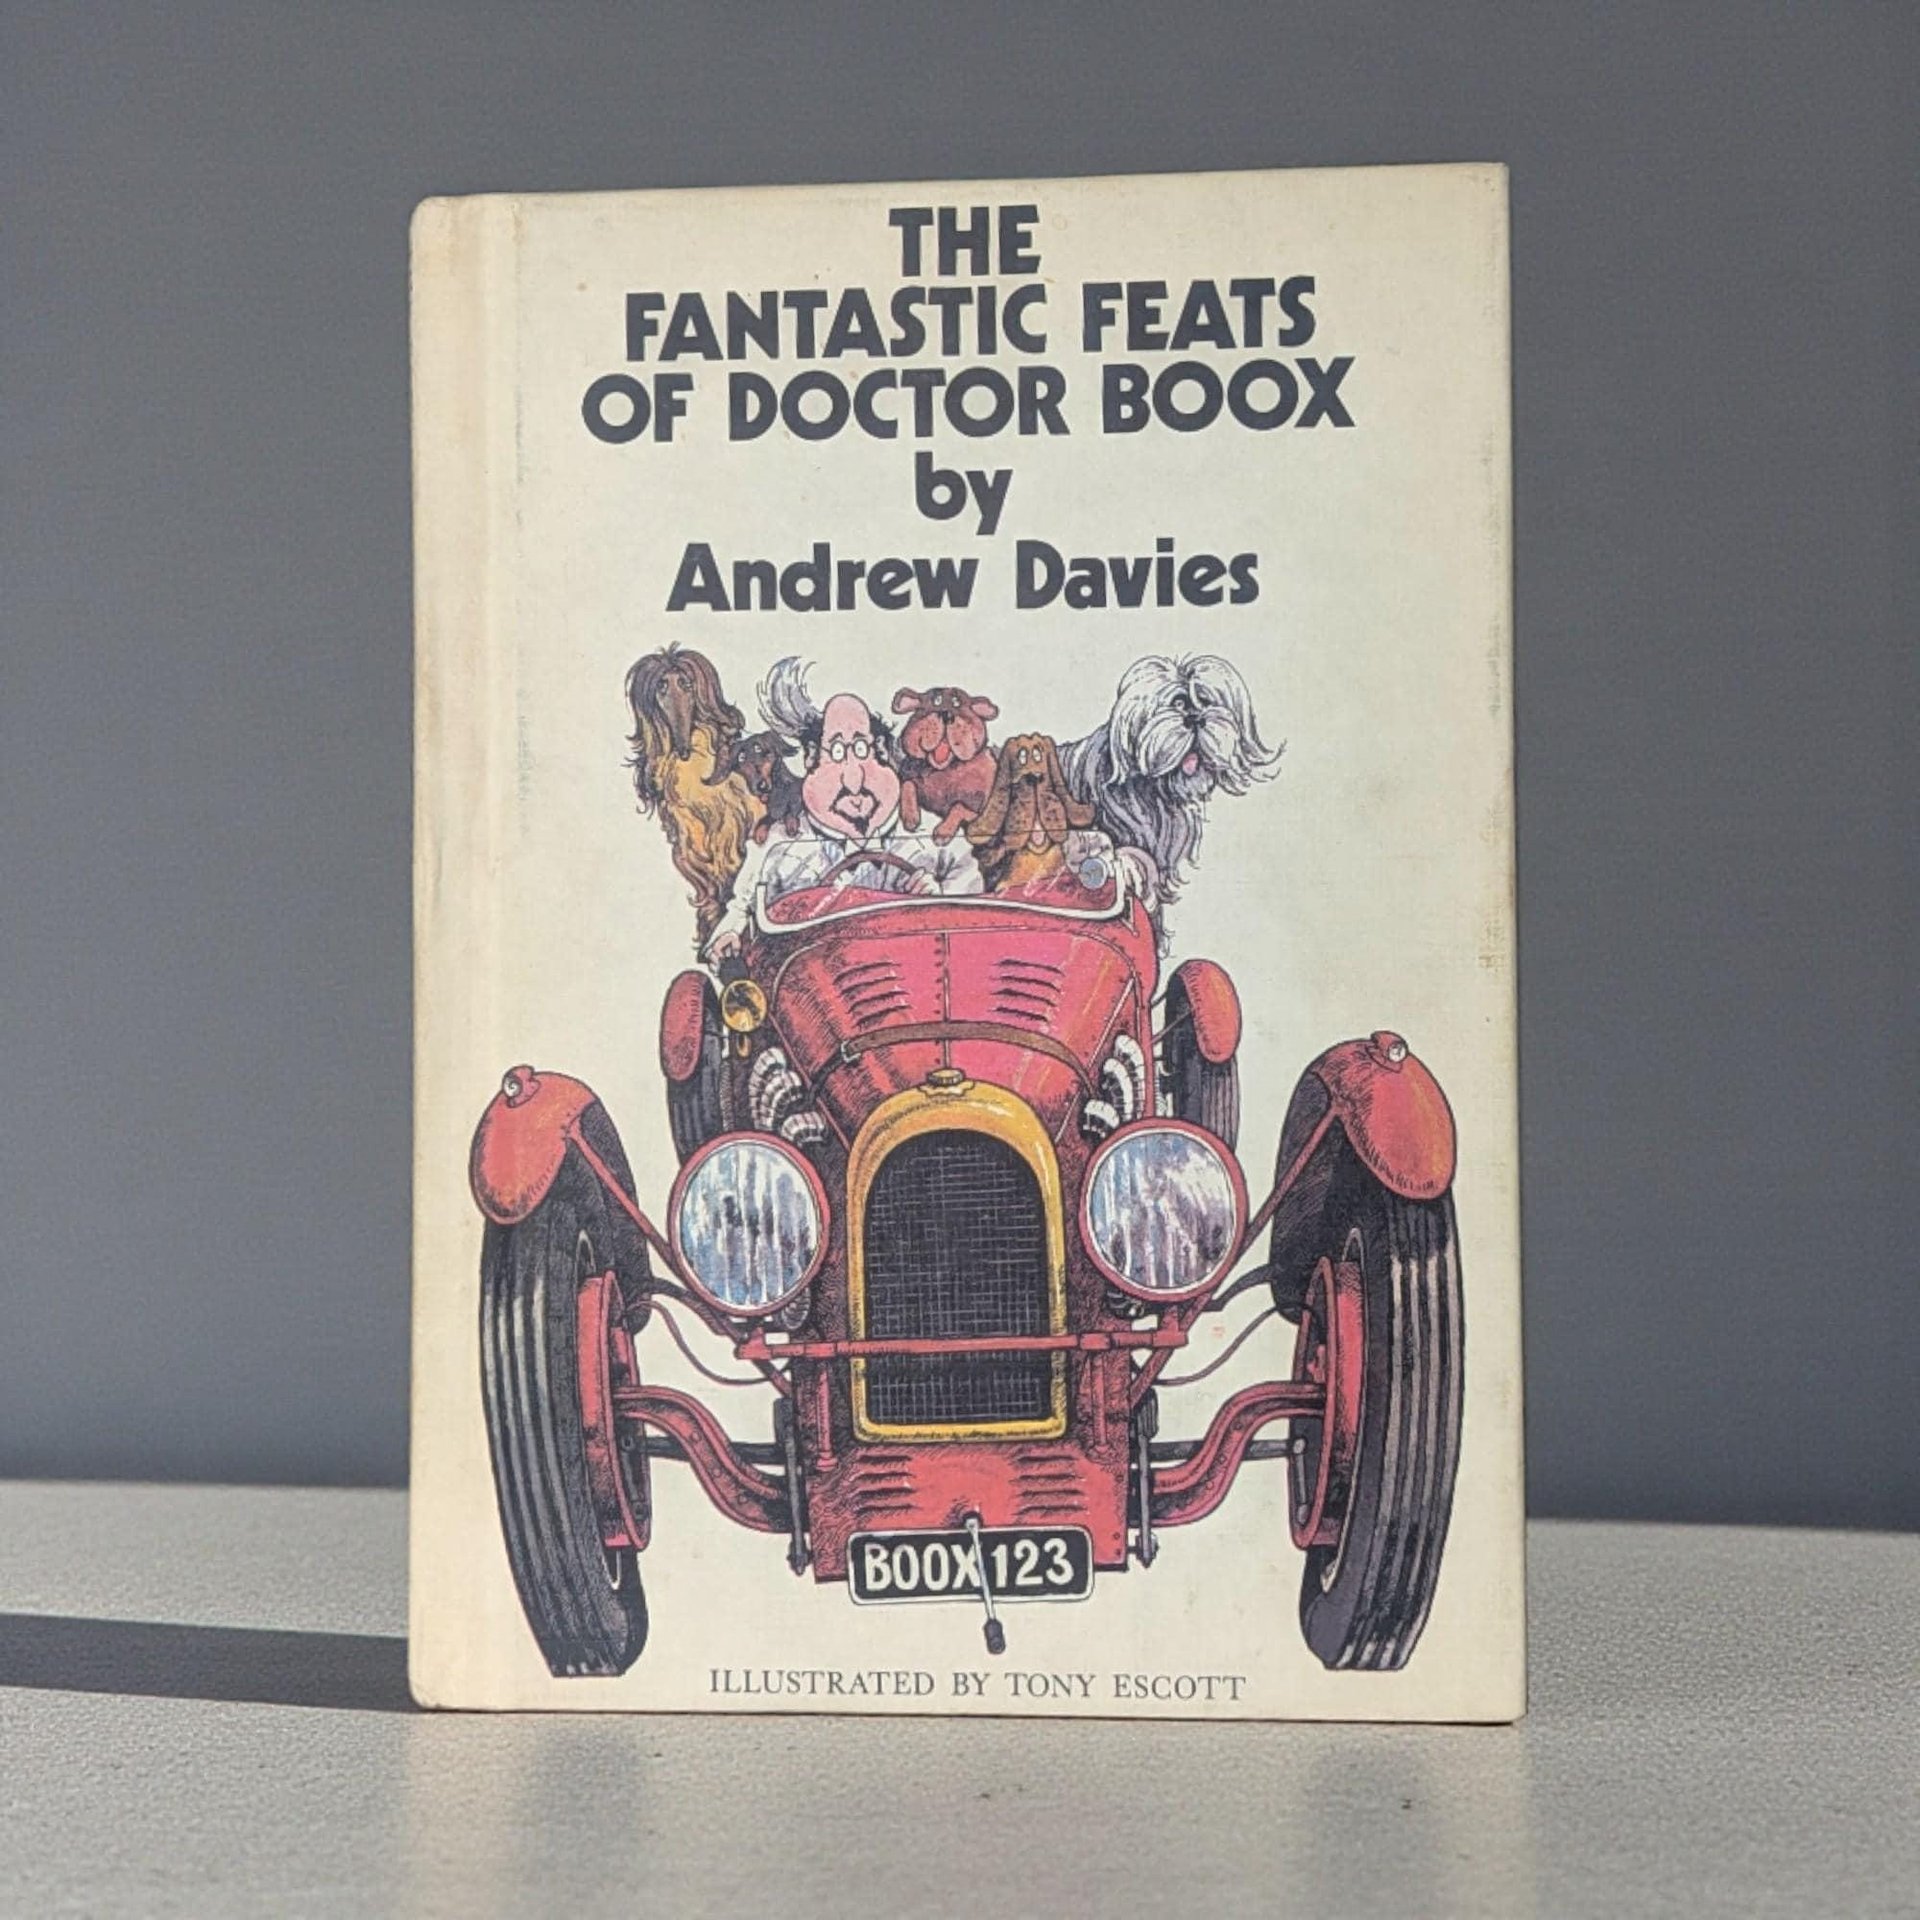 THE
FANTASTIC FEATS
OF DOCTOR BOOX
by
Andrew Davies
BOOX 123
ILLUSTRATED BY TONY ESCOTT